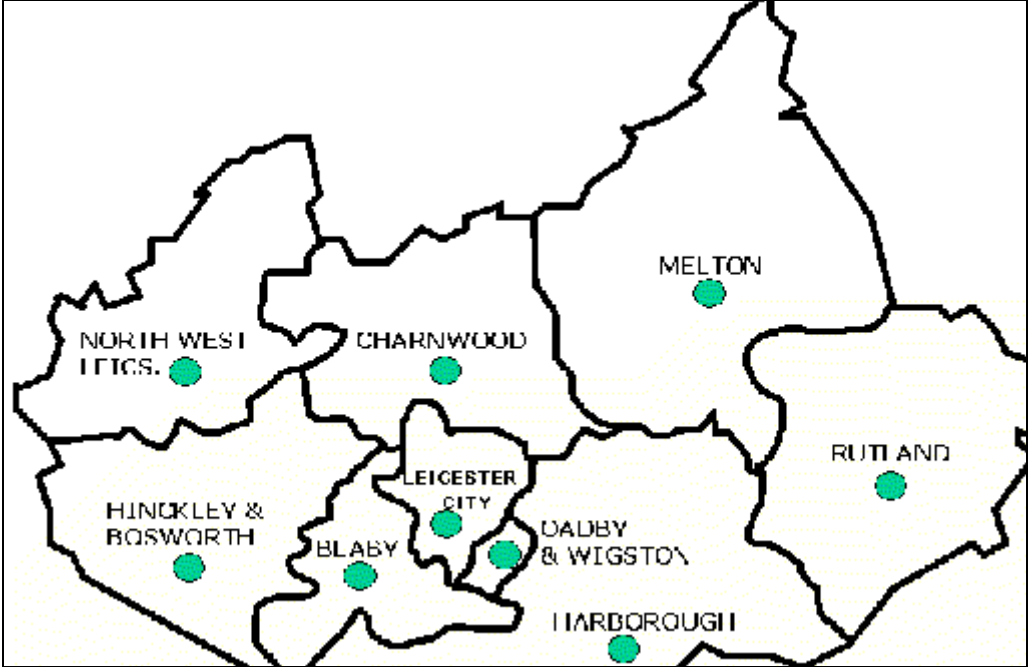 MELTON
NORTH WEST
LEICS.
CHARNWOOD
RUTLAND
LEICESTER
CITY
HINCKLEY &
BOSWORTH
BLABY
OADBY
& WIGSTON
HARBOROUGH